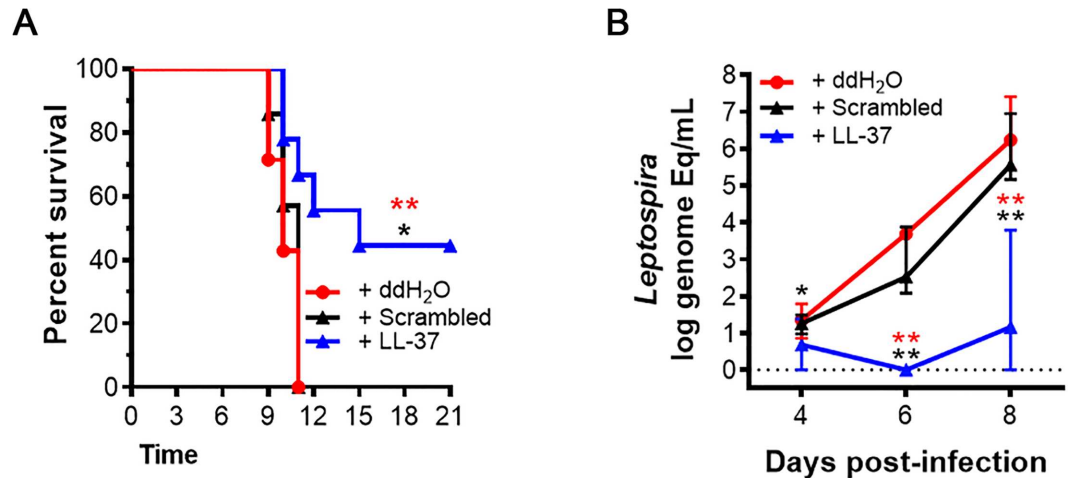 A
Percent survival
100
80
60
40
20
0
**
*
+ ddH₂O
+ Scrambled
+ LL-37
0 3 6 9 12 15 18 21
Time
B
Leptospira
log genome Eq/mL
8
7
6
5
4
3
2
1
0
+ ddH₂O
+ Scrambled
+ LL-37
*
**
**
**
**
4 6 8
Days post-infection